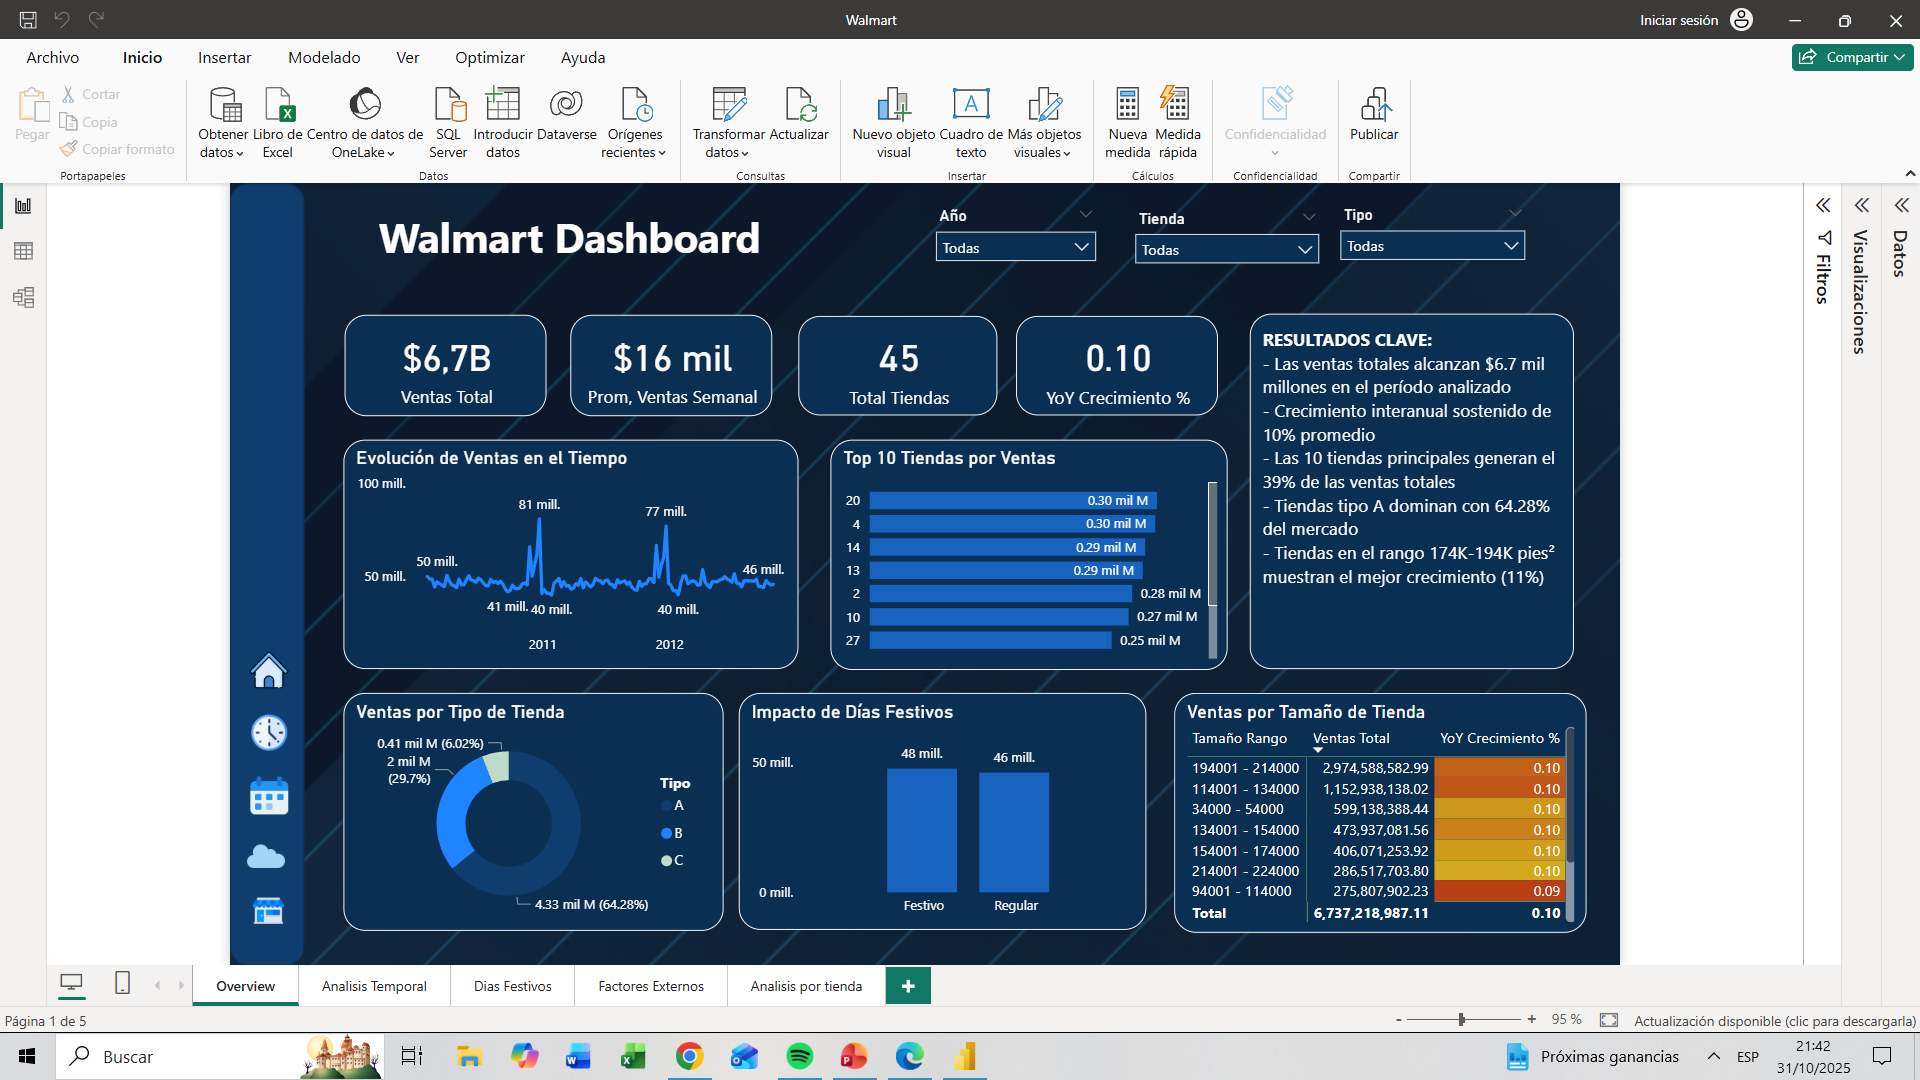 Walmart
Iniciar sesión
Archivo
Inicio
Insertar
Modelado
Ver
Optimizar
Ayuda
Compartir
Pegar
Cortar
Copia
Copiar formato
Portapapeles
Obtener datos
Libro de Excel
Centro de datos de OneLake
SQL Server
Introducir datos
Dataverse
Orígenes recientes
Datos
Transformar datos
Actualizar
Consultas
Nuevo objeto visual
Cuadro de texto
Más objetos visuales
Insertar
Nueva medida
Medida rápida
Cálculos
Confidencialidad
Confidencialidad
Publicar
Compartir
Walmart Dashboard
Año
Todas
Tienda
Todas
Tipo
Todas
Filtros
Visualizaciones
Datos
$6,7B
Ventas Total
$16 mil
Prom, Ventas Semanal
45
Total Tiendas
0.10
YoY Crecimiento %
RESULTADOS CLAVE:
- Las ventas totales alcanzan $6.7 mil
millones en el período analizado
- Crecimiento interanual sostenido de
10% promedio
- Las 10 tiendas principales generan el
39% de las ventas totales
- Tiendas tipo A dominan con 64.28%
del mercado
- Tiendas en el rango 174K-194K pies²
muestran el mejor crecimiento (11%)
Evolución de Ventas en el Tiempo
100 mill.
81 mill.
77 mill.
50 mill.
50 mill.
46 mill.
41 mill.
40 mill.
40 mill.
2011
2012
Top 10 Tiendas por Ventas
20 0.30 mil M
4 0.30 mil M
14 0.29 mil M
13 0.29 mil M
2 0.28 mil M
10 0.27 mil M
27 0.25 mil M
Ventas por Tipo de Tienda
0.41 mil M (6.02%)
2 mil M
(29.7%)
4.33 mil M (64.28%)
Tipo
A
B
C
Impacto de Días Festivos
50 mill.
0 mill.
48 mill.
46 mill.
Festivo
Regular
Ventas por Tamaño de Tienda
Tamaño Rango Ventas Total YoY Crecimiento %
194001 - 214000 2,974,588,582.99 0.10
114001 - 134000 1,152,938,138.02 0.10
34000 - 54000 599,138,388.44 0.10
134001 - 154000 473,937,081.56 0.10
154001 - 174000 406,071,253.92 0.10
214001 - 224000 286,517,703.80 0.10
94001 - 114000 275,807,902.23 0.09
Total 6,737,218,987.11 0.10
Overview
Analisis Temporal
Dias Festivos
Factores Externos
Analisis por tienda
+
Página 1 de 5
- + 95 %
Actualización disponible (clic para descargarla)
Buscar
Próximas ganancias
ESP
21:42
31/10/2025